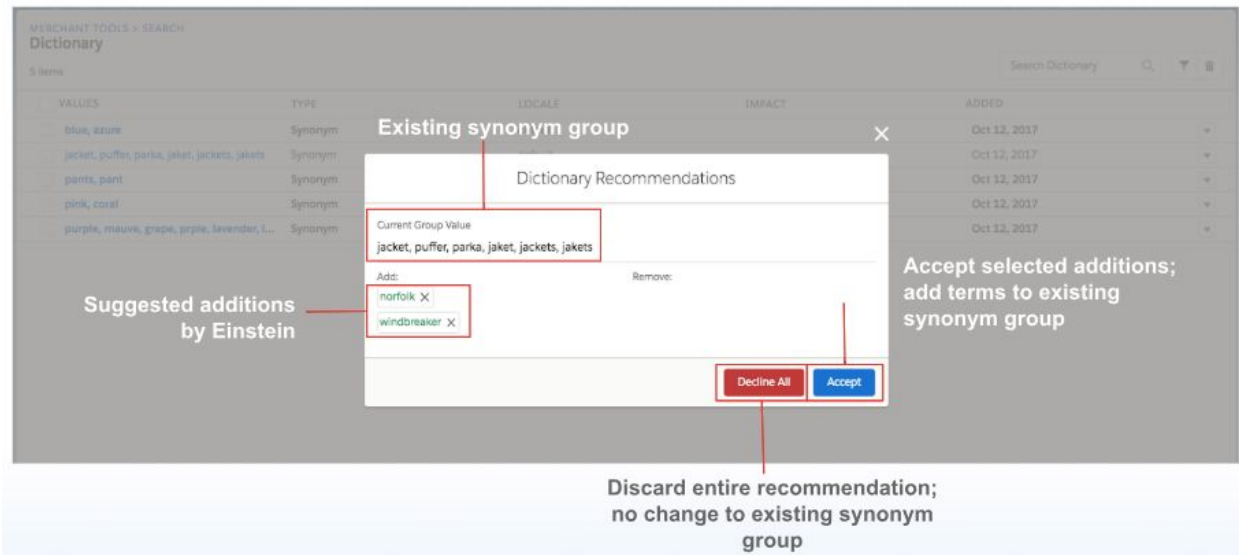 MERCHANT TOOLS > SEARCH
Dictionary
5 items
Search Dictionary
VALUES TYPE LOCALE IMPACT ADDED
blue, azure Synonym Oct 12, 2017
Existing synonym group
jacket, puffer, parka, jaket, jackets, jakets Synonym Oct 12, 2017
pants, pant Synonym Oct 12, 2017
pink, coral Synonym Oct 12, 2017
purple, mauve, grape, prple, lavender, l... Synonym Oct 12, 2017
Dictionary Recommendations
Current Group Value
jacket, puffer, parka, jaket, jackets, jakets
Add: Remove:
norfolk X
windbreaker X
Suggested additions
by Einstein
Accept selected additions;
add terms to existing
synonym group
Decline All Accept
Discard entire recommendation;
no change to existing synonym
group